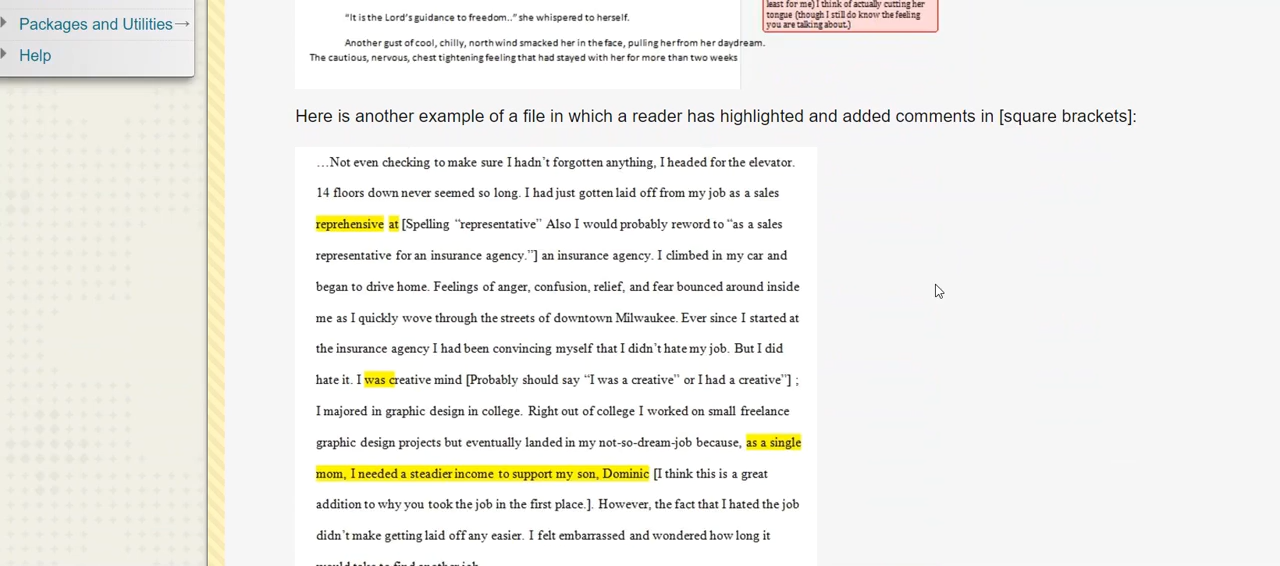 Packages and Utilities
Help
"It is the Lord's guidance to freedom.." she whispered to herself.
Another gust of cool, chilly, north wind smacked her in the face, pulling her from her daydream.
The cautious, nervous, chest tightening feeling that had stayed with her for more than two weeks
least for me) I think of actually cutting her
tongue (though I still do know the feeling
you are talking about.)
Here is another example of a file in which a reader has highlighted and added comments in [square brackets]:
…Not even checking to make sure I hadn't forgotten anything, I headed for the elevator.
14 floors down never seemed so long. I had just gotten laid off from my job as a sales
reprehensive at [Spelling "representative" Also I would probably reword to "as a sales
representative for an insurance agency."] an insurance agency. I climbed in my car and
began to drive home. Feelings of anger, confusion, relief, and fear bounced around inside
me as I quickly wove through the streets of downtown Milwaukee. Ever since I started at
the insurance agency I had been convincing myself that I didn't hate my job. But I did
hate it. I was creative mind [Probably should say "I was a creative" or I had a creative"] ;
I majored in graphic design in college. Right out of college I worked on small freelance
graphic design projects but eventually landed in my not-so-dream-job because, as a single
mom, I needed a steadier income to support my son, Dominic [I think this is a great
addition to why you took the job in the first place.]. However, the fact that I hated the job
didn't make getting laid off any easier. I felt embarrassed and wondered how long it
would take to find another job.